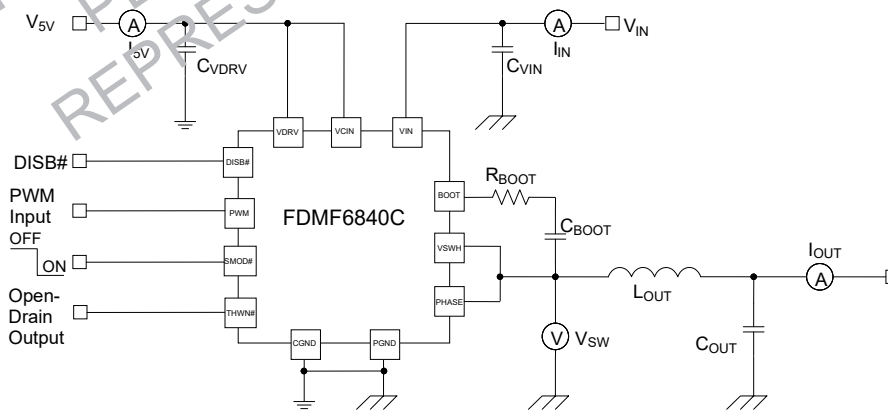 V5V
A
I5V
CVDRV
A
IIN
VIN
CVIN
REPRES
VDRV
VCIN
VIN
DISB#
DISB#
PWM
Input
PWM
OFF
ON
SMOD#
Open-
Drain
Output
THWN#
FDMF6840C
BOOT
RBOOT
CBOOT
VSWH
PHASE
LOUT
IOUT
A
V
VSW
COUT
CGND
PGND